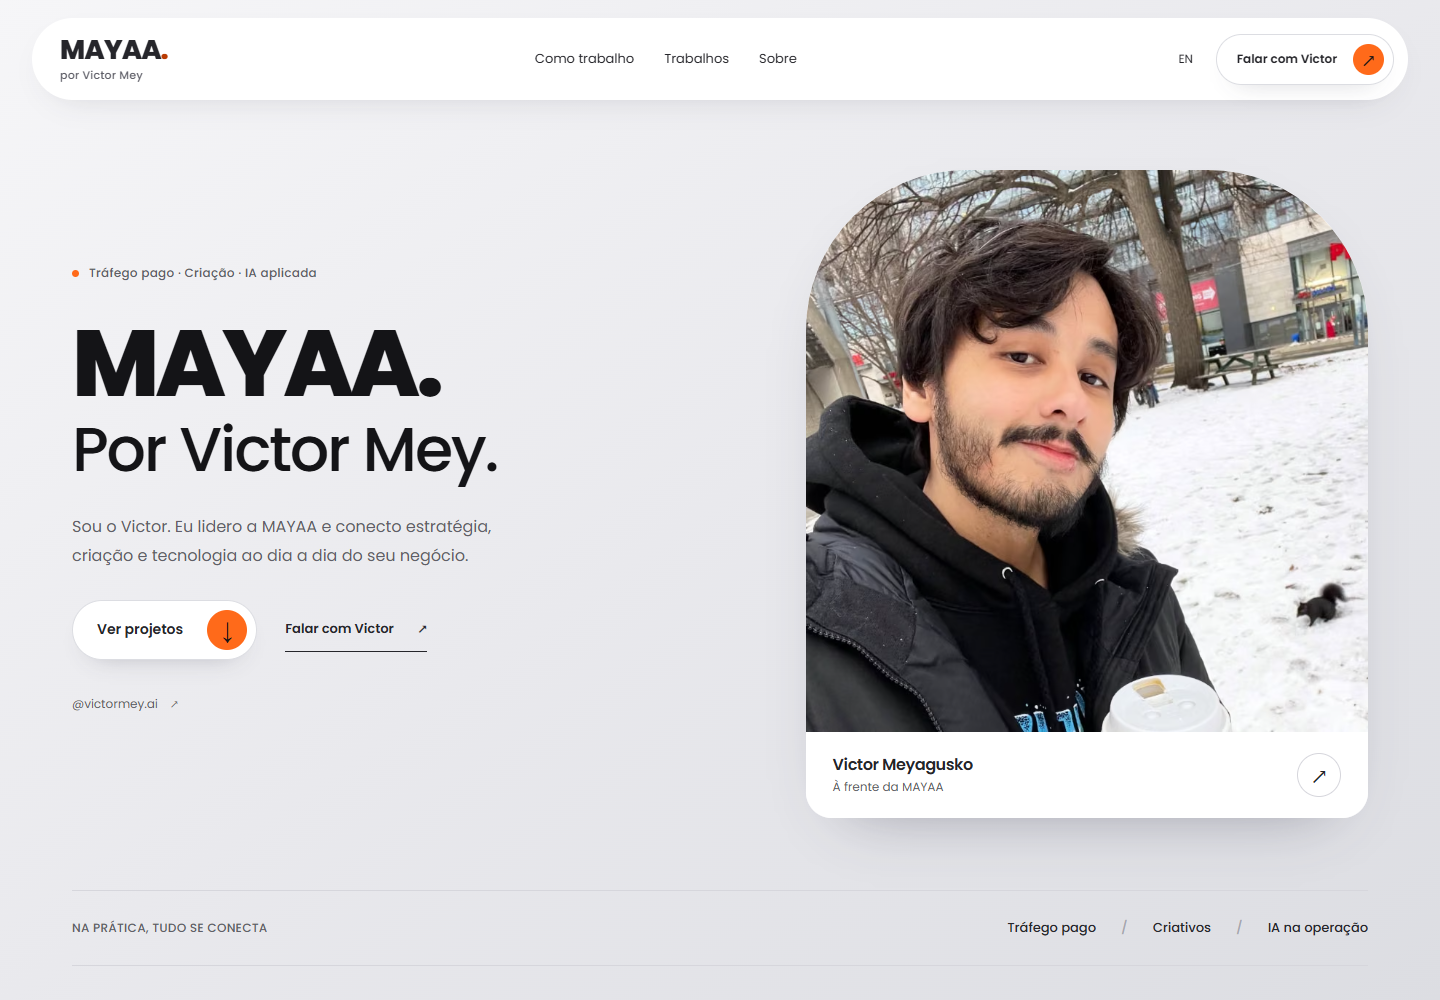 MAYAA.
por Victor Mey
Como trabalho
Trabalhos
Sobre
EN
Falar com Victor ↗
Tráfego pago · Criação · IA aplicada
MAYAA.
Por Victor Mey.
Sou o Victor. Eu lidero a MAYAA e conecto estratégia,
criação e tecnologia ao dia a dia do seu negócio.
Ver projetos ↓
Falar com Victor ↗
@victormey.ai ↗
Victor Meyagusko
À frente da MAYAA
↗
NA PRÁTICA, TUDO SE CONECTA
Tráfego pago / Criativos / IA na operação